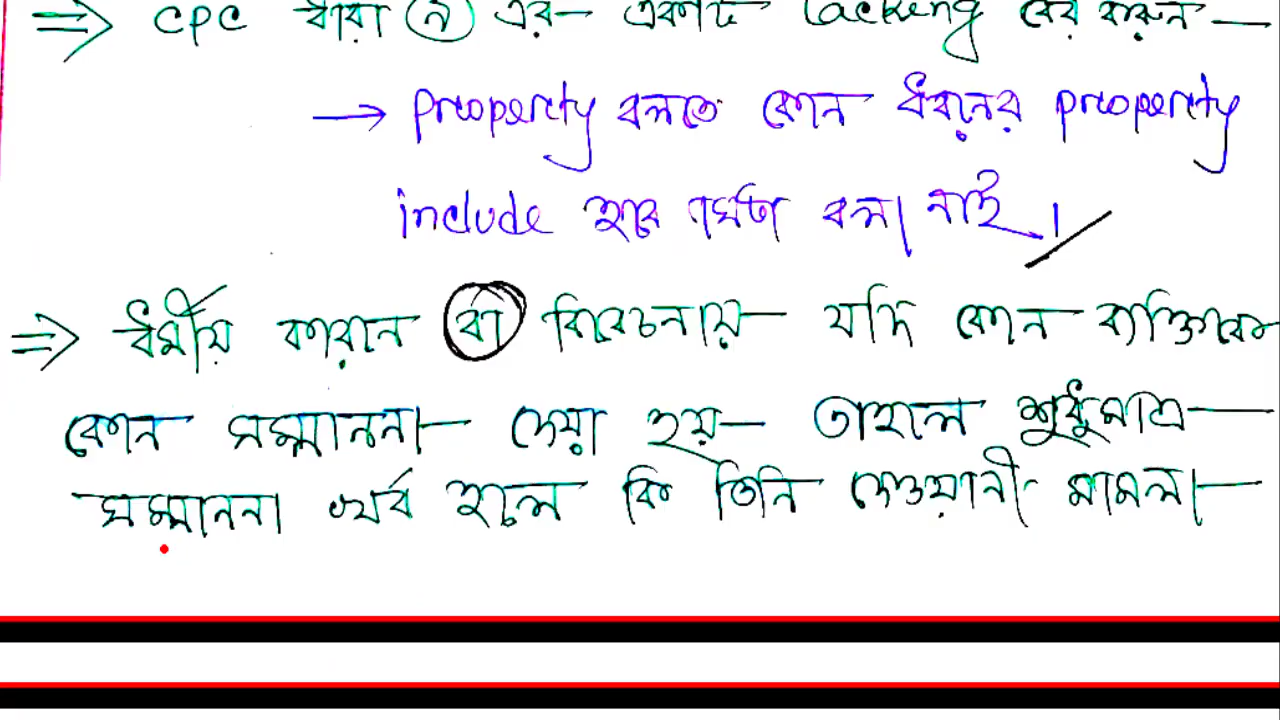 ⇒ CPC ধারা ৯ এর- একটি lacking বের করুন -
→ property বলতে কোন ধরনের property
include হবে সেটা বলা নাই।
⇒ ধর্মীয় কারনে বা বিবেচনায় - যদি কোন ব্যক্তিকে
কোন সম্মাননা - দেয়া হয় - তাহলে শুধুমাত্র -
সম্মাননা খর্ব হলে কি তিনি দেওয়ানী মামলা -